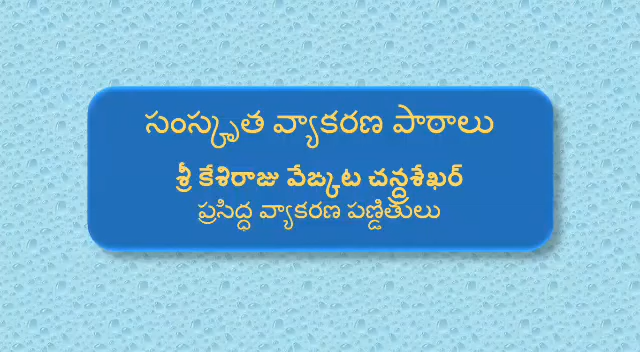 సంస్కృత వ్యాకరణ పాఠాలు
శ్రీ కేశిరాజు వేఙ్కట చన్ద్రశేఖర్
ప్రసిద్ధ వ్యాకరణ పణ్డితులు